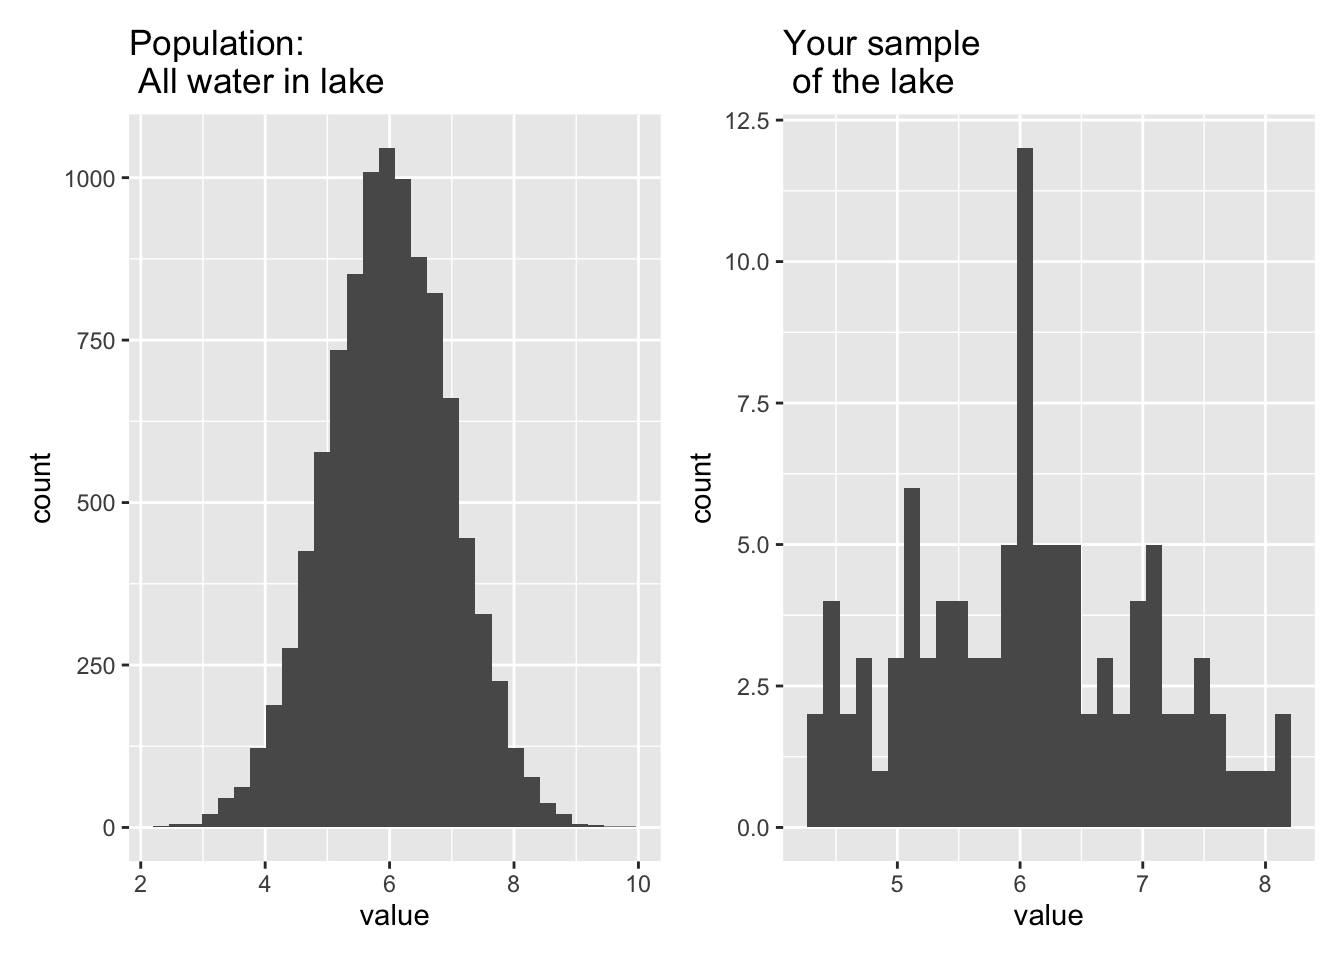 Population:
All water in lake
1000
750
500
250
0
count
2 4 6 8 10
value
Your sample
of the lake
12.5
10.0
7.5
5.0
2.5
0.0
count
5 6 7 8
value